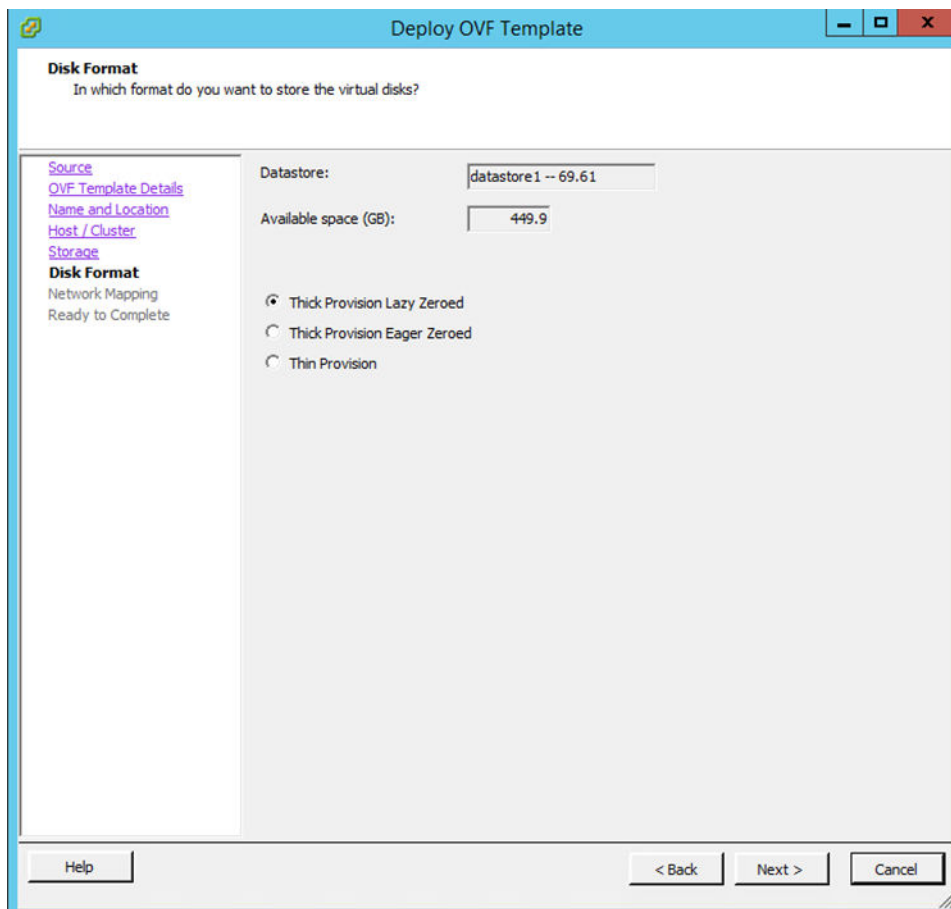 Deploy OVF Template
Disk Format
In which format do you want to store the virtual disks?
Source
OVF Template Details
Name and Location
Host / Cluster
Storage
Disk Format
Network Mapping
Ready to Complete
Datastore:
datastore1 -- 69.61
Available space (GB):
449.9
Thick Provision Lazy Zeroed
Thick Provision Eager Zeroed
Thin Provision
Help
< Back
Next >
Cancel